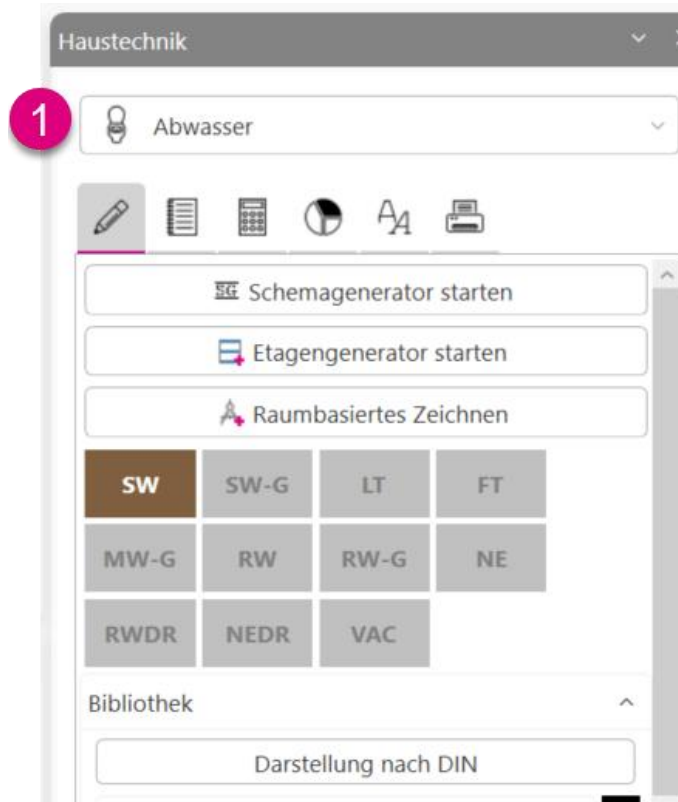 Haustechnik
1
Abwasser
SG Schemagenerator starten
Etagengenerator starten
Raumbasiertes Zeichnen
SW SW-G LT FT
MW-G RW RW-G NE
RWDR NEDR VAC
Bibliothek
Darstellung nach DIN